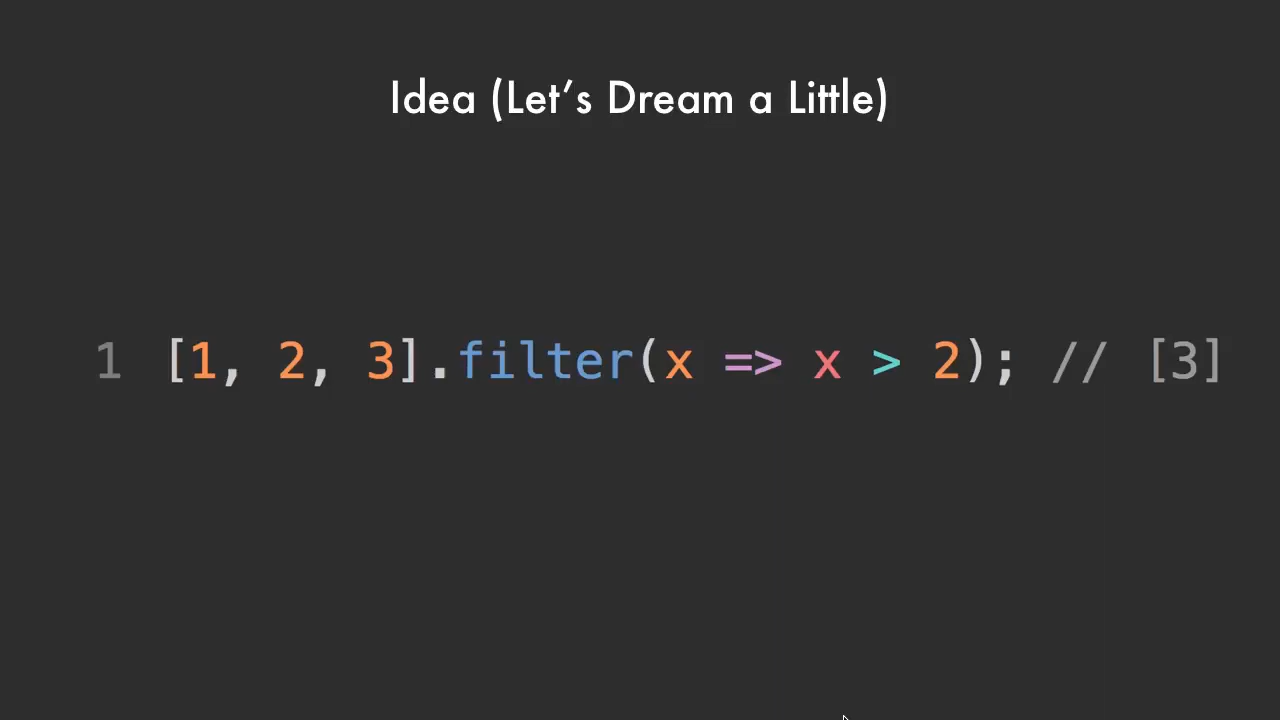 Idea (Let’s Dream a Little)
1 [1, 2, 3].filter(x => x > 2); // [3]